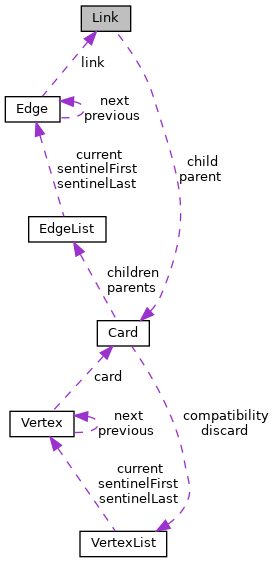 Link
link
Edge
next
previous
child
parent
current
sentinelFirst
sentinelLast
EdgeList
children
parents
Card
card
compatibility
discard
Vertex
next
previous
current
sentinelFirst
sentinelLast
VertexList